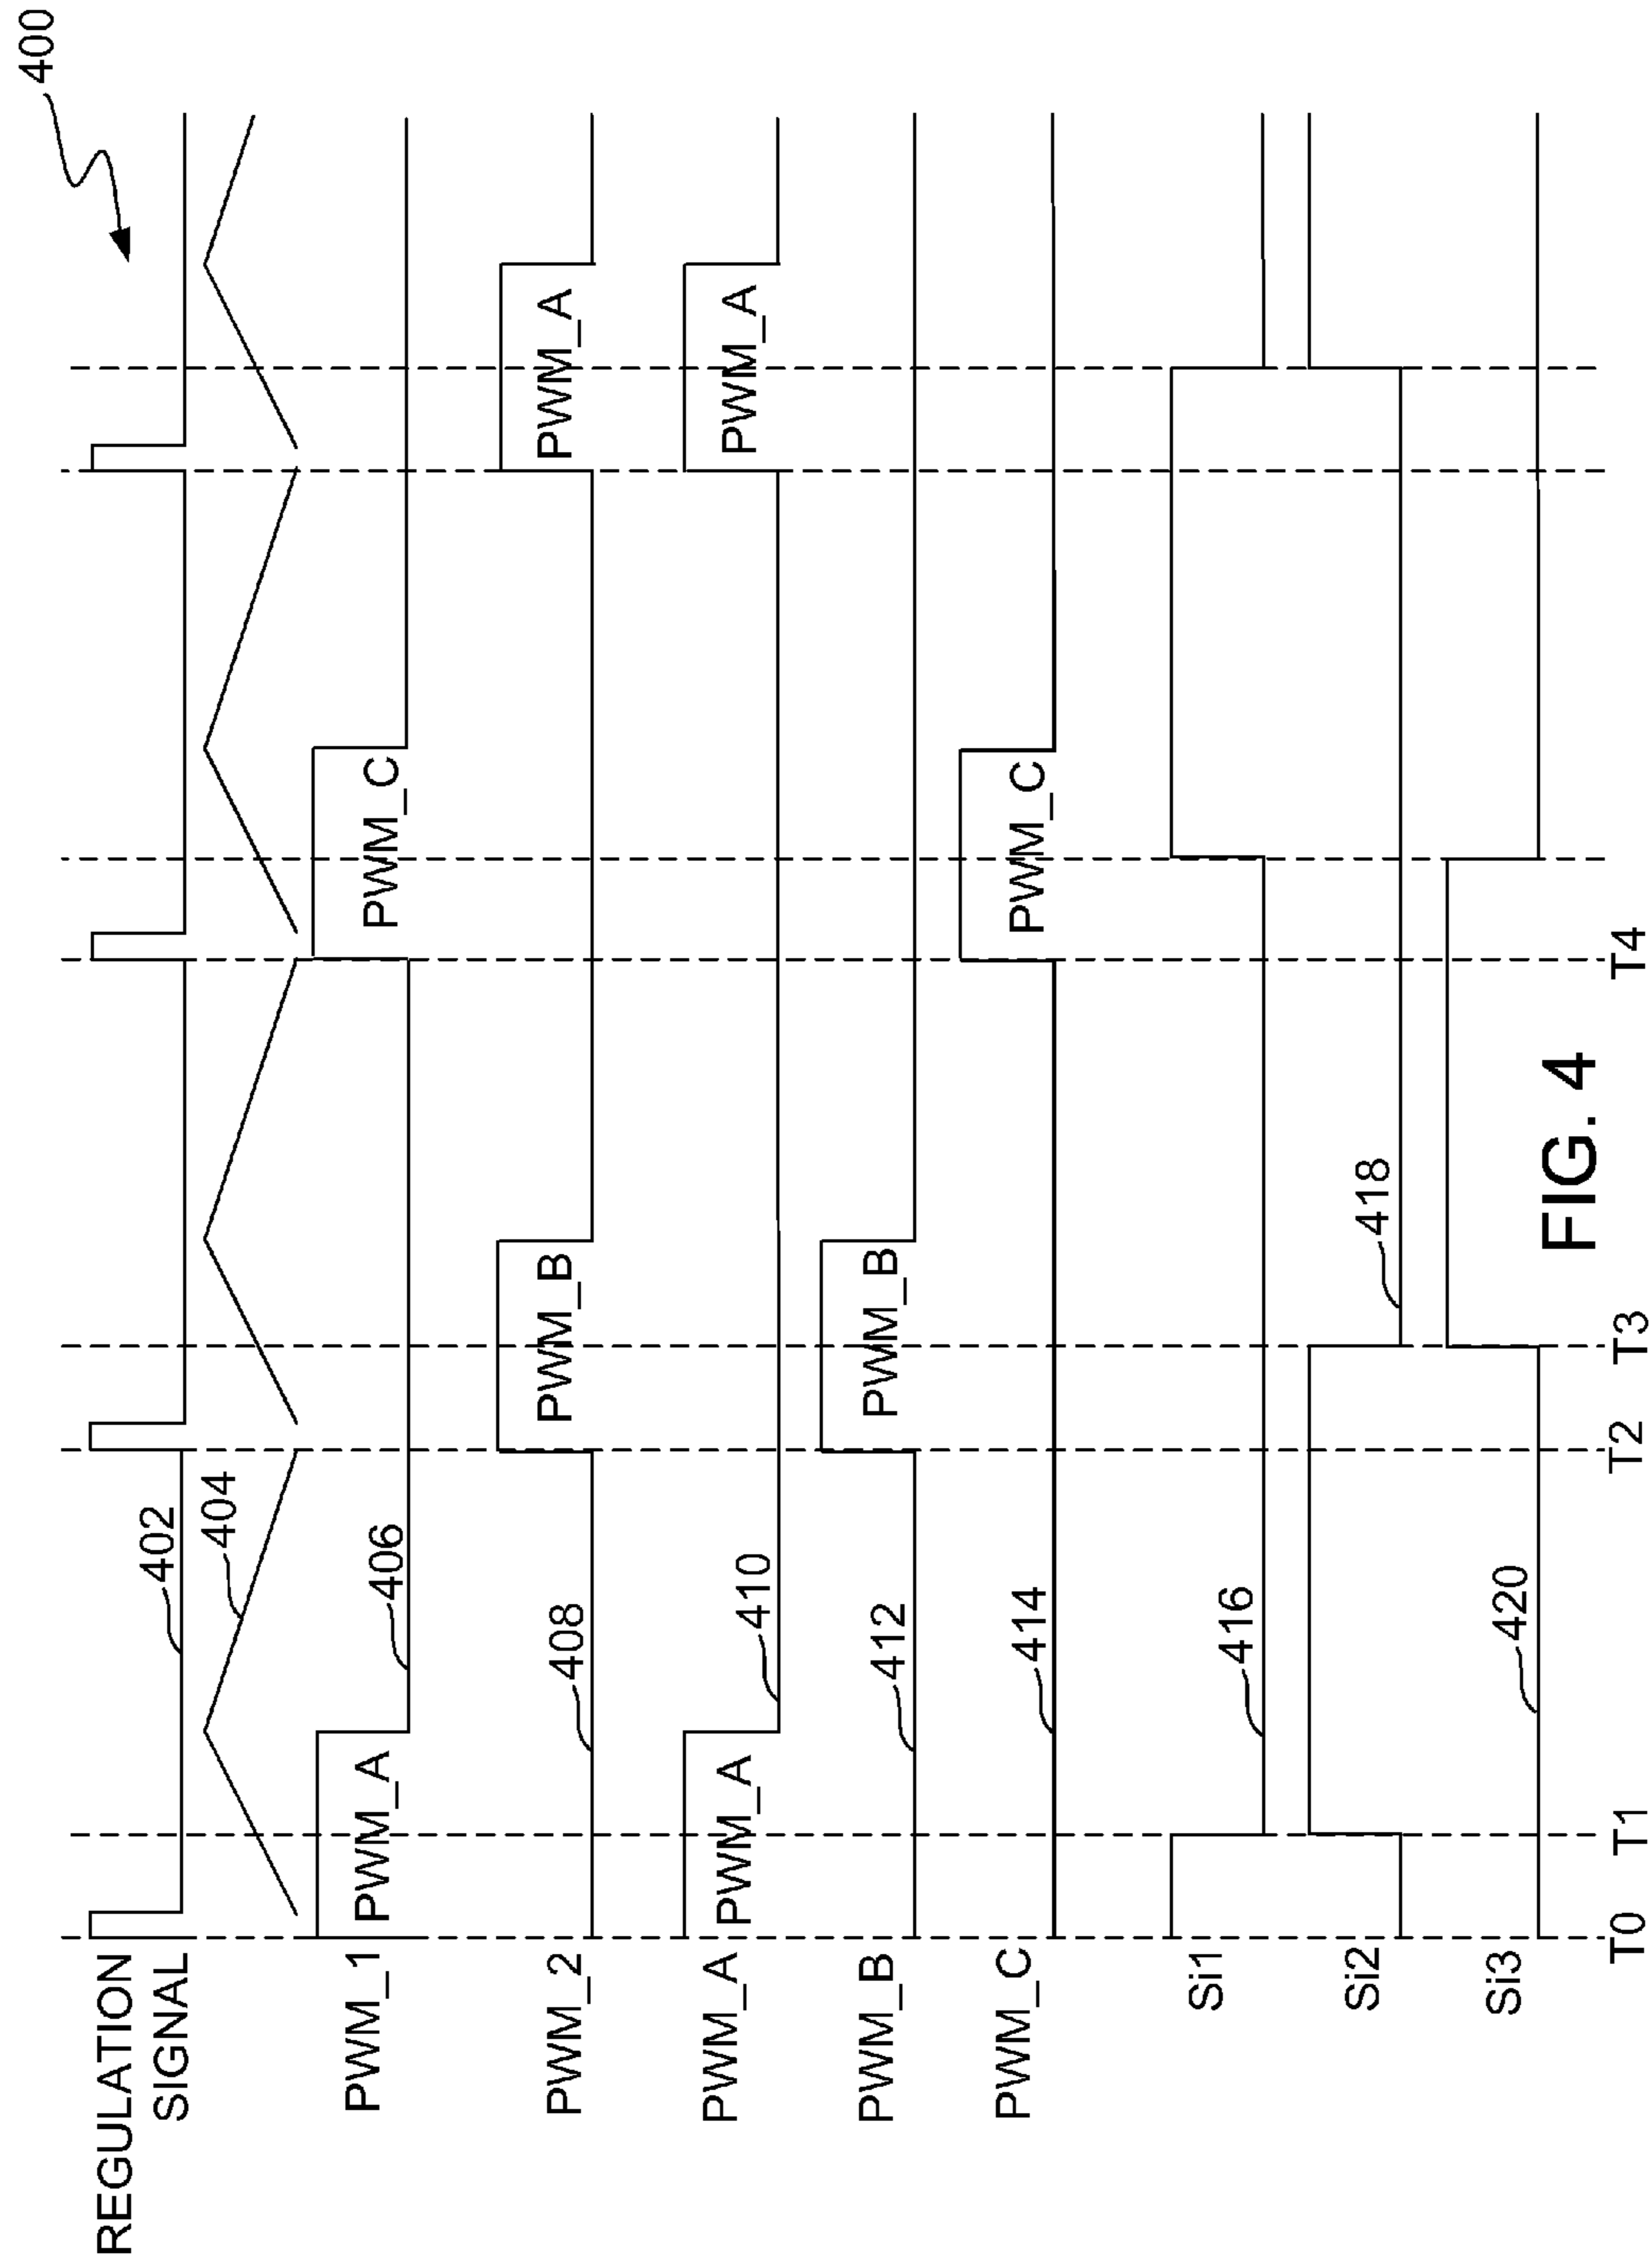 400
REGULATION
SIGNAL
402
404
PWM_1
PWM_A
406
PWM_C
PWM_2
408
PWM_B
PWM_A
PWM_A
PWM_A
410
PWM_A
PWM_B
412
PWM_B
PWM_C
414
PWM_C
Si1
416
Si2
418
Si3
420
T0
T1
T2
T3
T4
FIG. 4